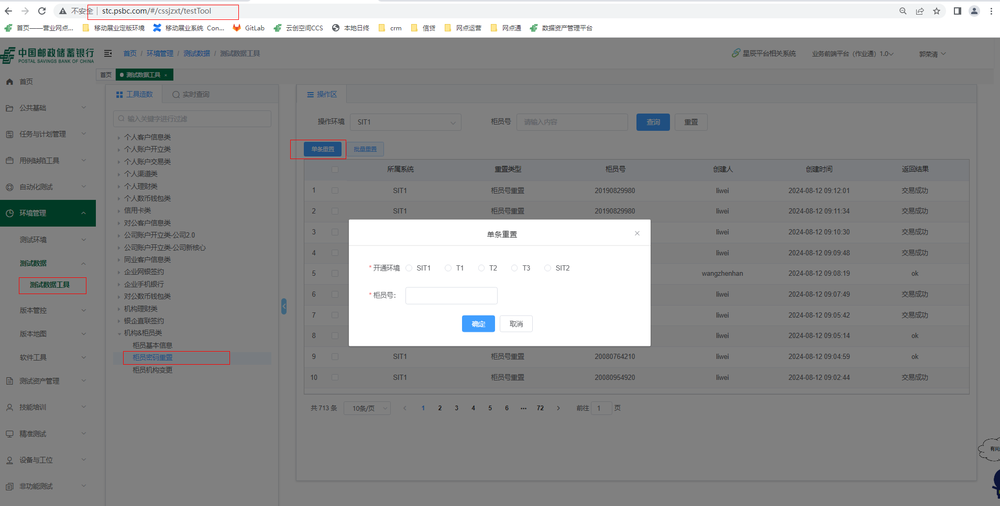 不安全 stc.psbc.com/#/cssjzxt/testTool
首页——营业网点... 移动展业定版环境 移动展业系统 Con... GitLab 云创空间CCS 本地日终 crm 信贷 网点运营 网点通 数据资产管理平台
中国邮政储蓄银行
POSTAL SAVINGS BANK OF CHINA
首页 / 环境管理 / 测试数据 / 测试数据工具
星辰平台相关系统 业务前端平台（作业通）1.0 郭荣清
首页 测试数据工具 ×
首页
公共基础
任务与计划管理
用例缺陷工具
自动化测试
环境管理
测试环境
测试数据
测试数据工具
版本管控
版本地图
软件工具
测试资产管理
技能培训
精准测试
设备与工位
非功能测试
工具造数 实时查询
输入关键字进行过滤
个人客户信息类
个人账户开立类
个人账户交易类
个人渠道类
个人理财类
个人数币钱包类
信用卡类
对公客户信息类
公司账户开立类-公司2.0
公司账户开立类-公司新核心
同业客户信息类
企业网银签约
企业手机银行
对公数币钱包类
机构理财类
银企直联签约
机构&柜员类
柜员基本信息
柜员密码重置
柜员机构变更
操作区
操作环境 SIT1 柜员号 请输入内容 查询 重置
单条重置 批量重置
所属系统 重置类型 柜员号 创建人 创建时间 返回结果
1 SIT1 柜员号重置 20190829980 liwei 2024-08-12 09:12:01 交易成功
2 SIT1 柜员号重置 20190829980 liwei 2024-08-12 09:11:34 交易成功
3 liwei 2024-08-12 09:10:30 交易成功
4 liwei 2024-08-12 09:09:48 交易成功
5 wangzhenhan 2024-08-12 09:08:19 ok
6 liwei 2024-08-12 09:07:49 交易成功
7 liwei 2024-08-12 09:05:42 交易成功
8 liwei 2024-08-12 09:05:14 ok
9 SIT1 柜员号重置 20080764210 liwei 2024-08-12 09:04:59 ok
10 SIT1 柜员号重置 20080954920 liwei 2024-08-12 09:02:44 交易成功
共 713 条 10条/页 1 2 3 4 5 6 ... 72 前往 1 页
单条重置
*开通环境 SIT1 T1 T2 T3 SIT2
*柜员号：
确定 取消
有问